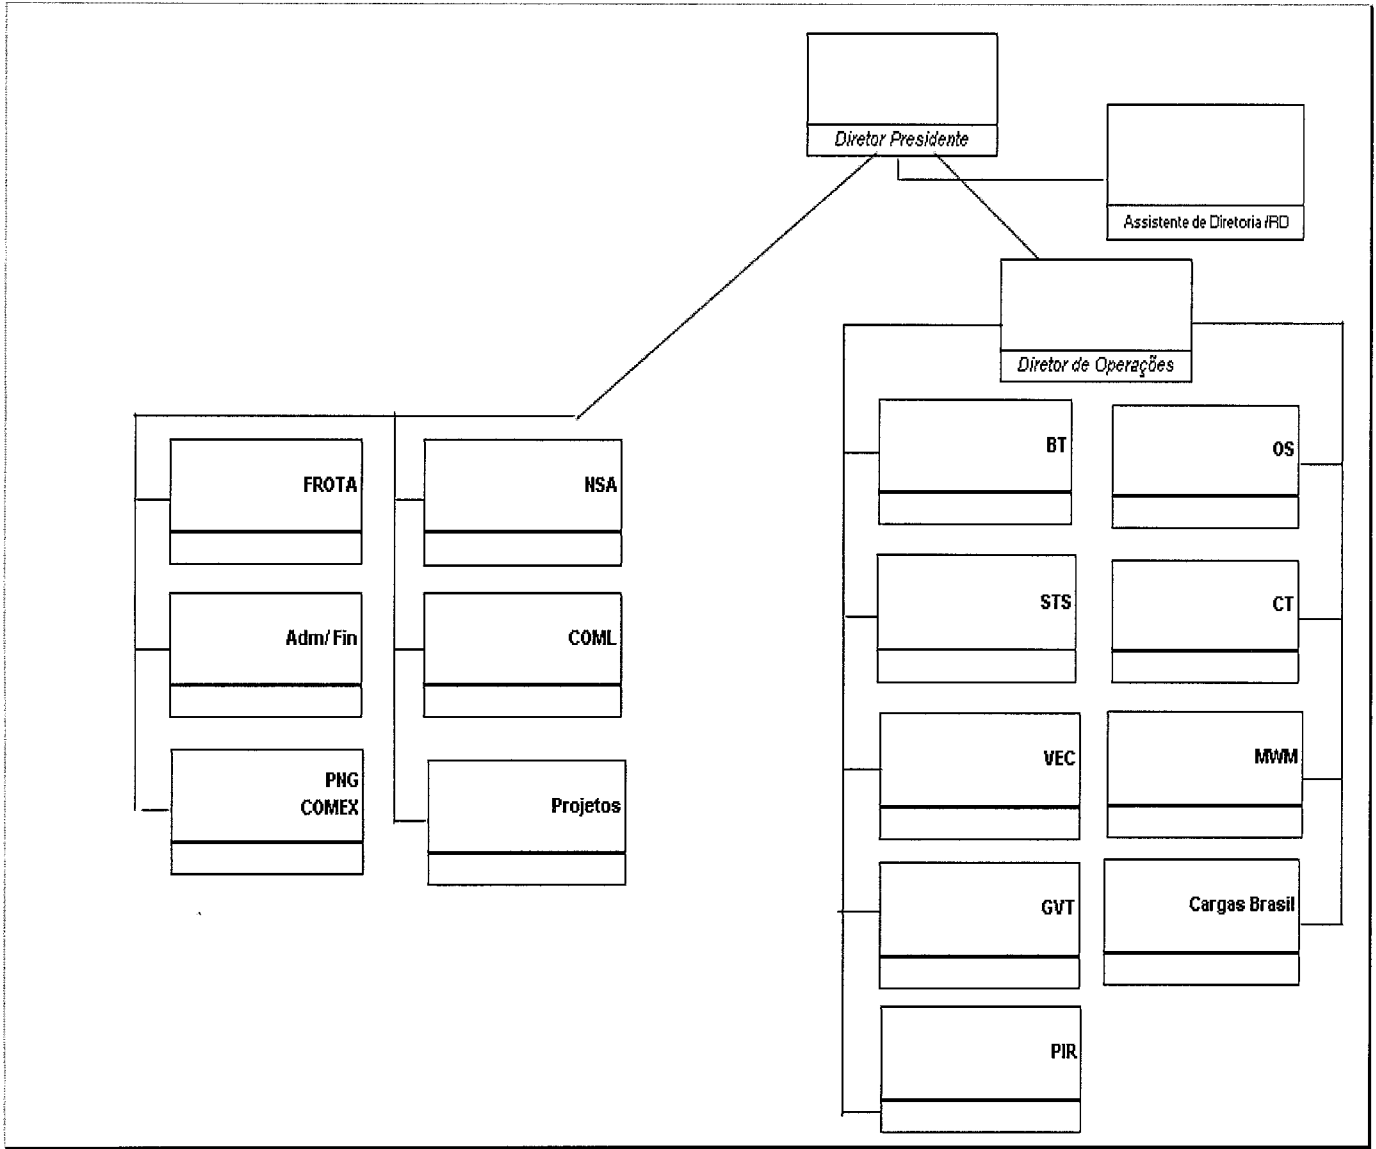 Diretor Presidente
Assistente de Diretoria /RD
Diretor de Operações
FROTA
NSA
Adm/ Fin
COML
PNG
COMEX
Projetos
BT
OS
STS
CT
VEC
MWM
GVT
Cargas Brasil
PIR